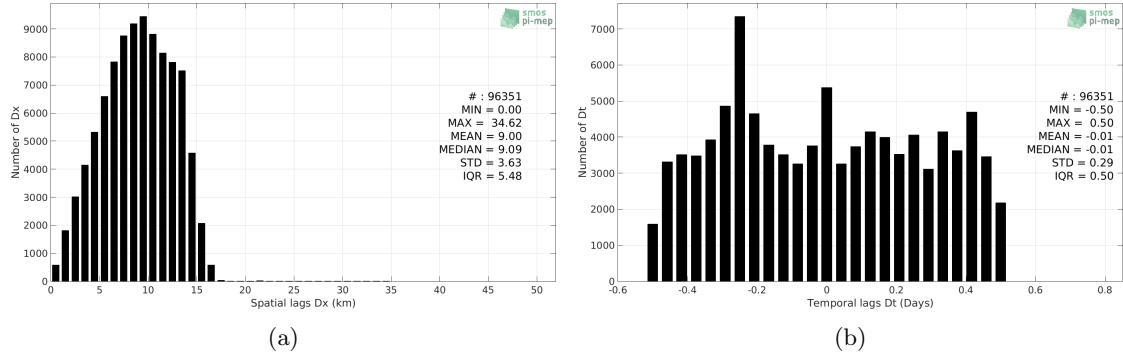 smos
pi-mep
Number of Dx
9000
8000
7000
6000
5000
4000
3000
2000
1000
0
# : 96351
MIN = 0.00
MAX = 34.62
MEAN = 9.00
MEDIAN = 9.09
STD = 3.63
IQR = 5.48
0 5 10 15 20 25 30 35 40 45 50
Spatial lags Dx (km)
(a)
smos
pi-mep
Number of Dt
7000
6000
5000
4000
3000
2000
1000
0
# : 96351
MIN = -0.50
MAX = 0.50
MEAN = -0.01
MEDIAN = -0.01
STD = 0.29
IQR = 0.50
-0.6 -0.4 -0.2 0 0.2 0.4 0.6 0.8
Temporal lags Dt (Days)
(b)